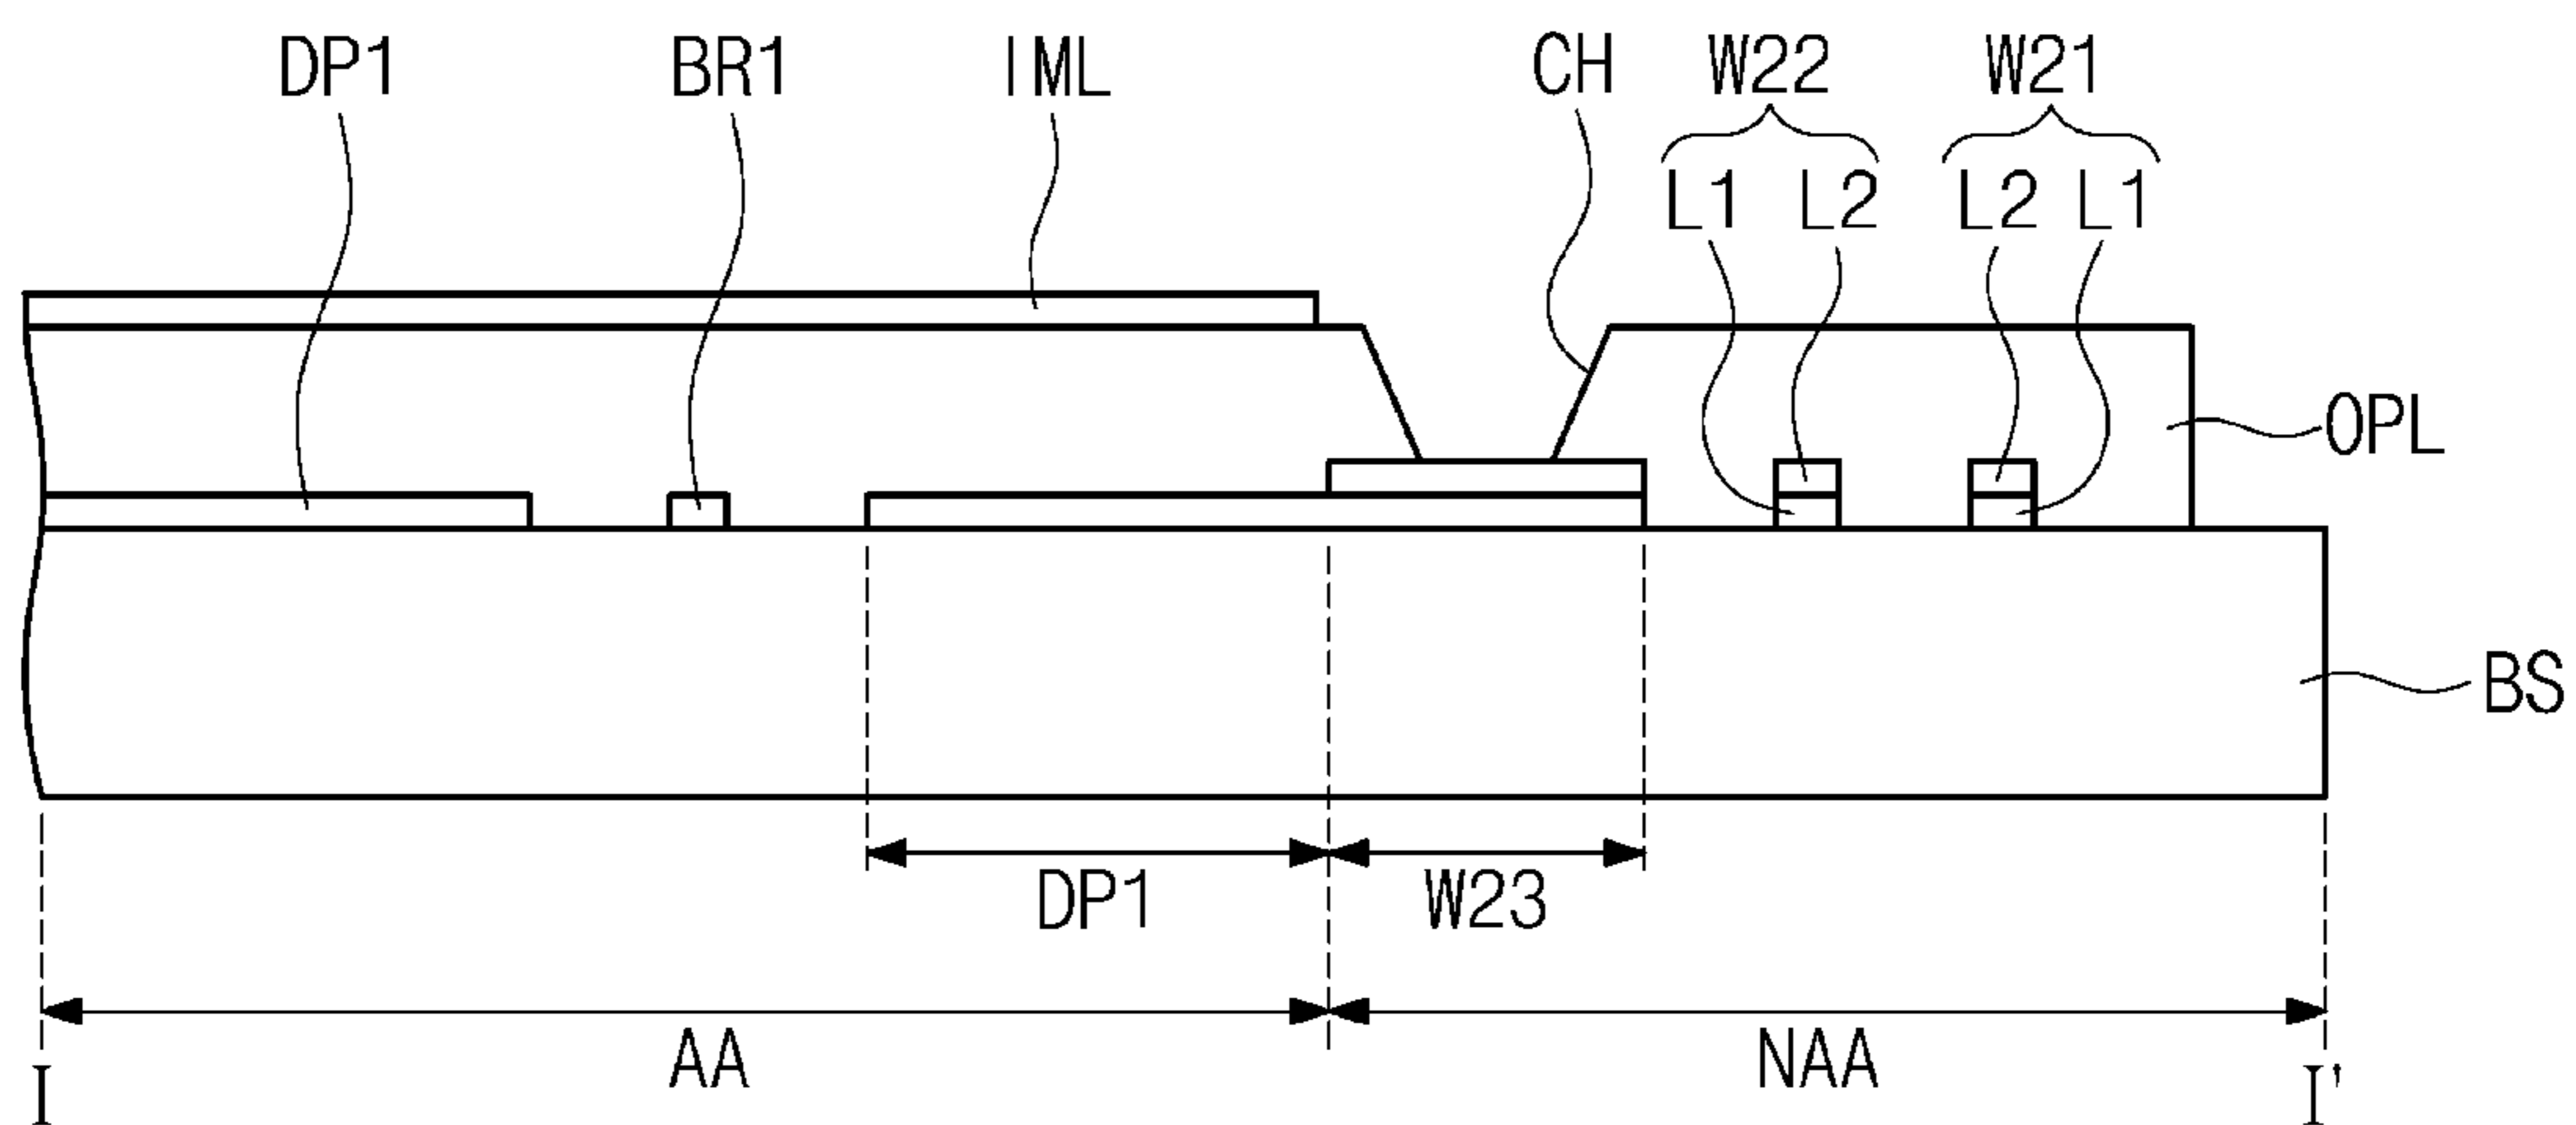 DP1 BR1 IML CH W22 W21
L1 L2 L2 L1
OPL
BS
DP1 W23
AA NAA
I I'